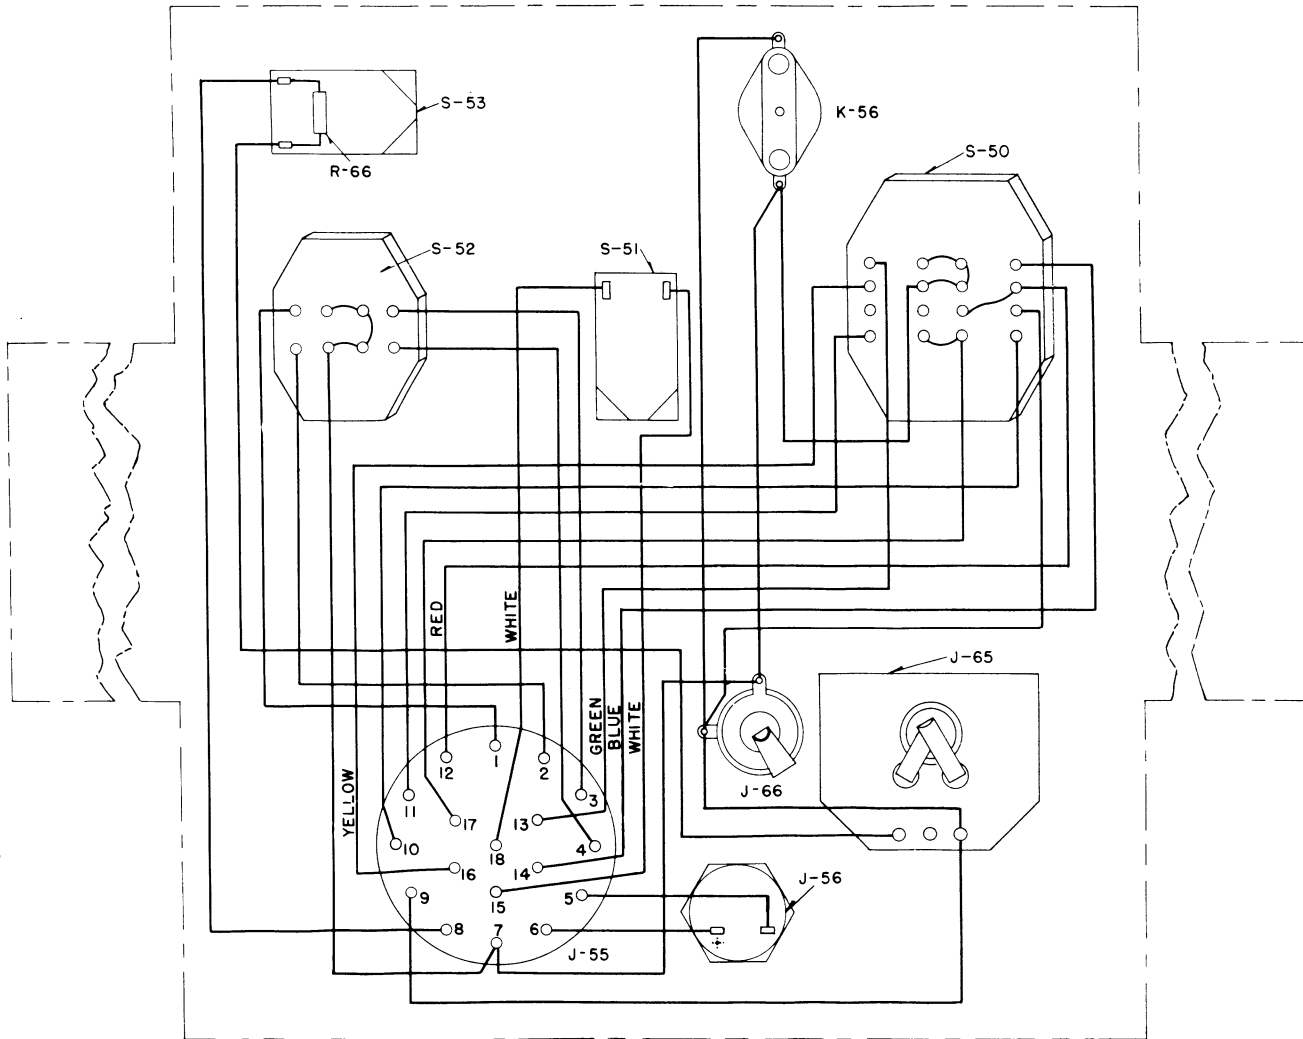 S-53
K-56
R-66
S-50
S-52
S-51
RED
WHITE
J-65
GREEN
BLUE
WHITE
YELLOW
J-66
12
1
2
11
3
17
13
10
18
4
16
14
9
15
5
J-56
8
7
6
J-55